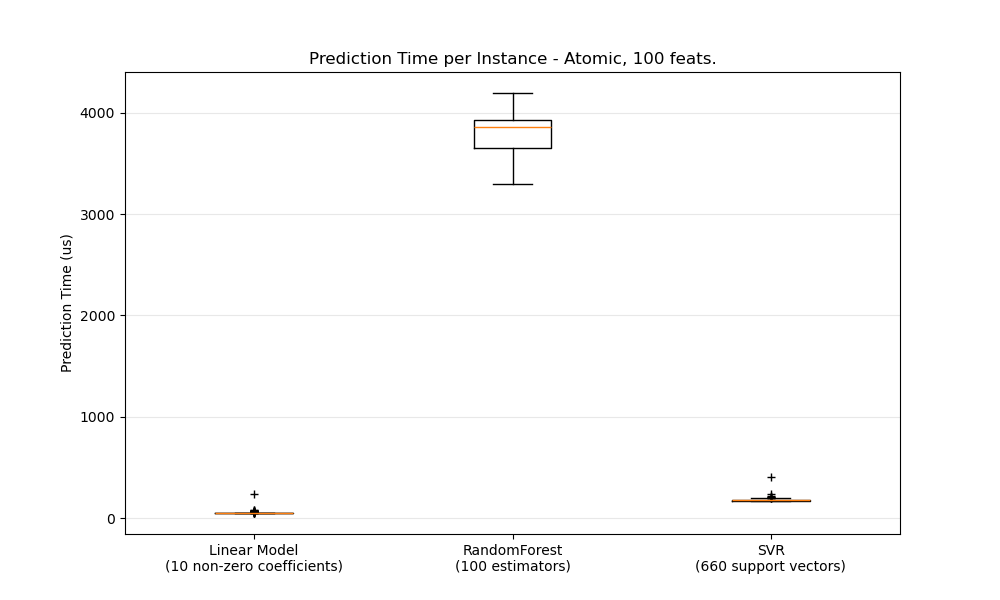 Prediction Time per Instance - Atomic, 100 feats.
Prediction Time (us)
4000
3000
2000
1000
0
Linear Model
(10 non-zero coefficients)
RandomForest
(100 estimators)
SVR
(660 support vectors)